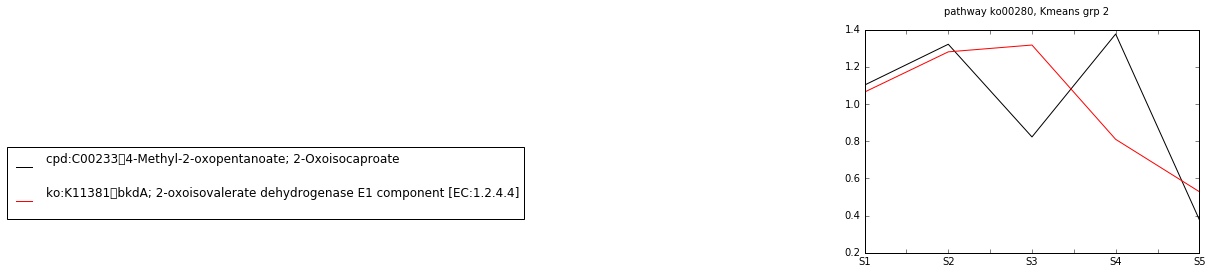 pathway ko00280, Kmeans grp 2
1.4
1.2
1.0
0.8
0.6
0.4
0.2
S1 S2 S3 S4 S5
cpd:C00233▯4-Methyl-2-oxopentanoate; 2-Oxoisocaproate
ko:K11381▯bkdA; 2-oxoisovalerate dehydrogenase E1 component [EC:1.2.4.4]